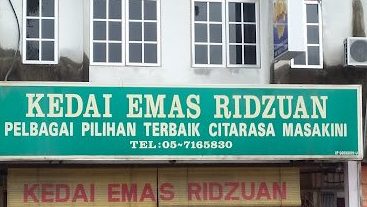 KEDAI EMAS RIDZUAN
PELBAGAI PILIHAN TERBAIK CITARASA MASAKINI
TEL:05~7165830
KEDAI EMAS RIDZUAN